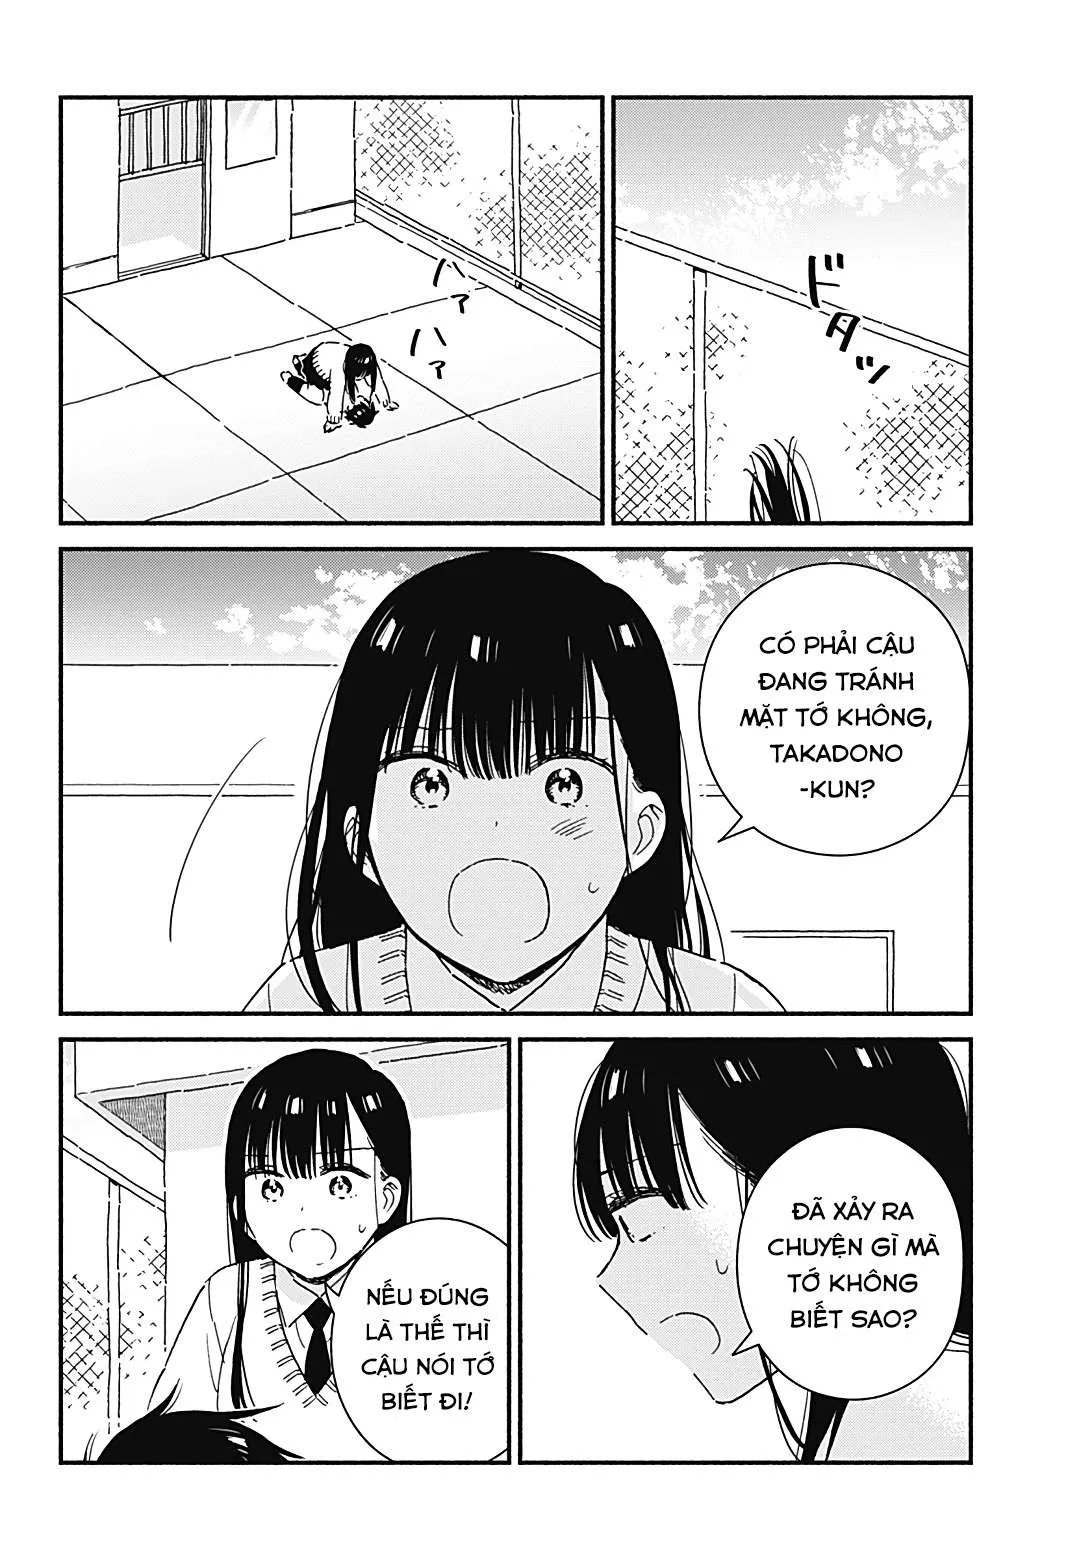 ドタッ
ハァ
ハァ
CÓ PHẢI CẬU
ĐANG TRÁNH
MẶT TỚ KHÔNG,
TAKADONO
-KUN?
ĐÃ XẢY RA
CHUYỆN GÌ MÀ
TỚ KHÔNG
BIẾT SAO?
NẾU ĐÚNG
LÀ THẾ THÌ
CẬU NÓI TỚ
BIẾT ĐI!